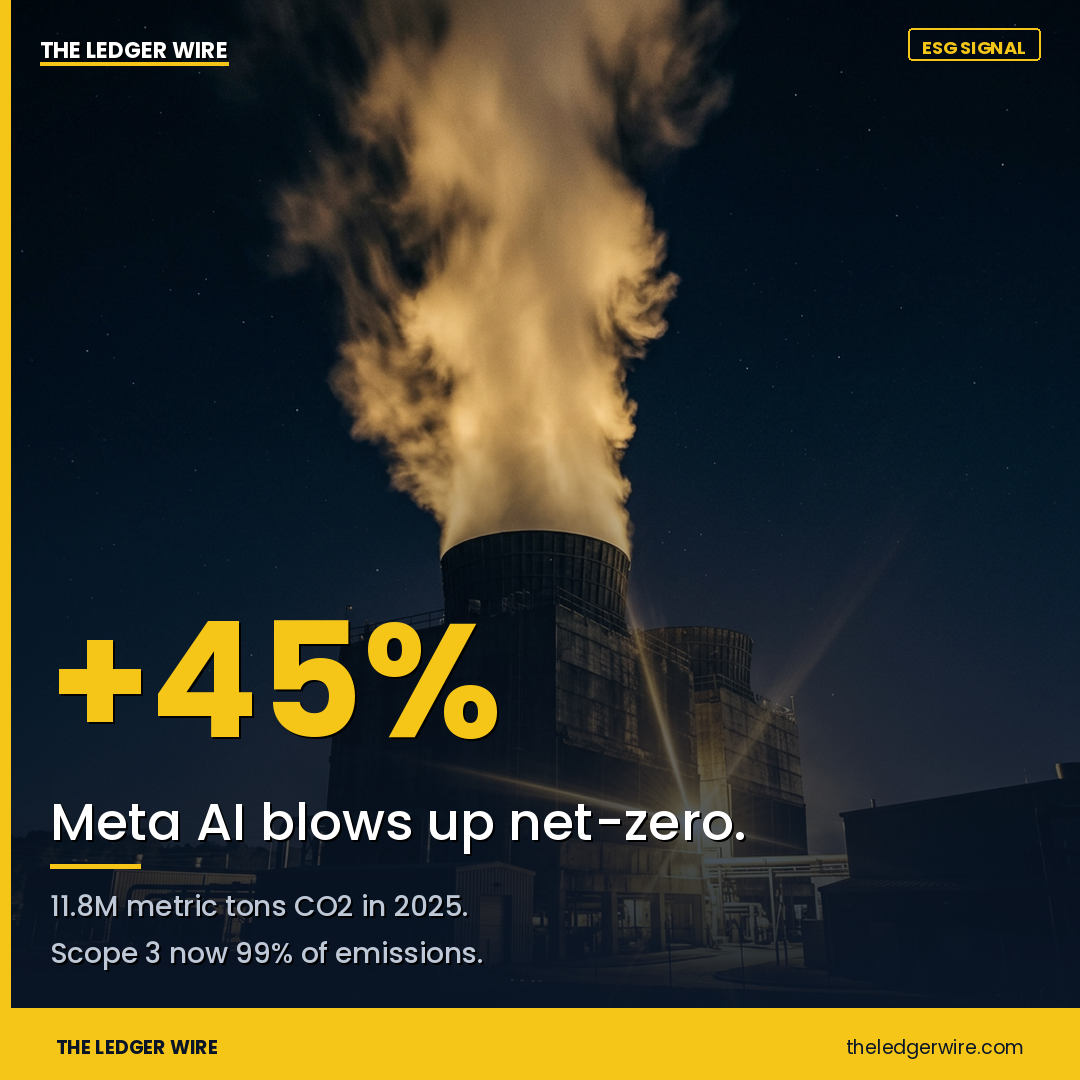 THE LEDGER WIRE
ESG SIGNAL
+45%
Meta AI blows up net-zero.
11.8M metric tons CO2 in 2025.
Scope 3 now 99% of emissions.
THE LEDGER WIRE
theledgerwire.com